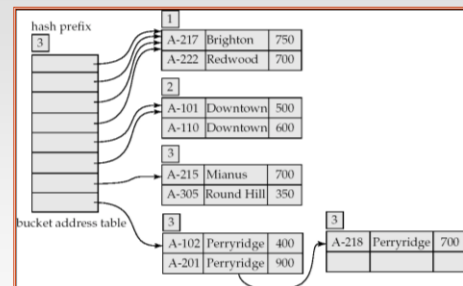 hash prefix
3
bucket address table
1
A-217 Brighton 750
A-222 Redwood 700
2
A-101 Downtown 500
A-110 Downtown 600
3
A-215 Mianus 700
A-305 Round Hill 350
3
A-102 Perryridge 400
A-201 Perryridge 900
3
A-218 Perryridge 700